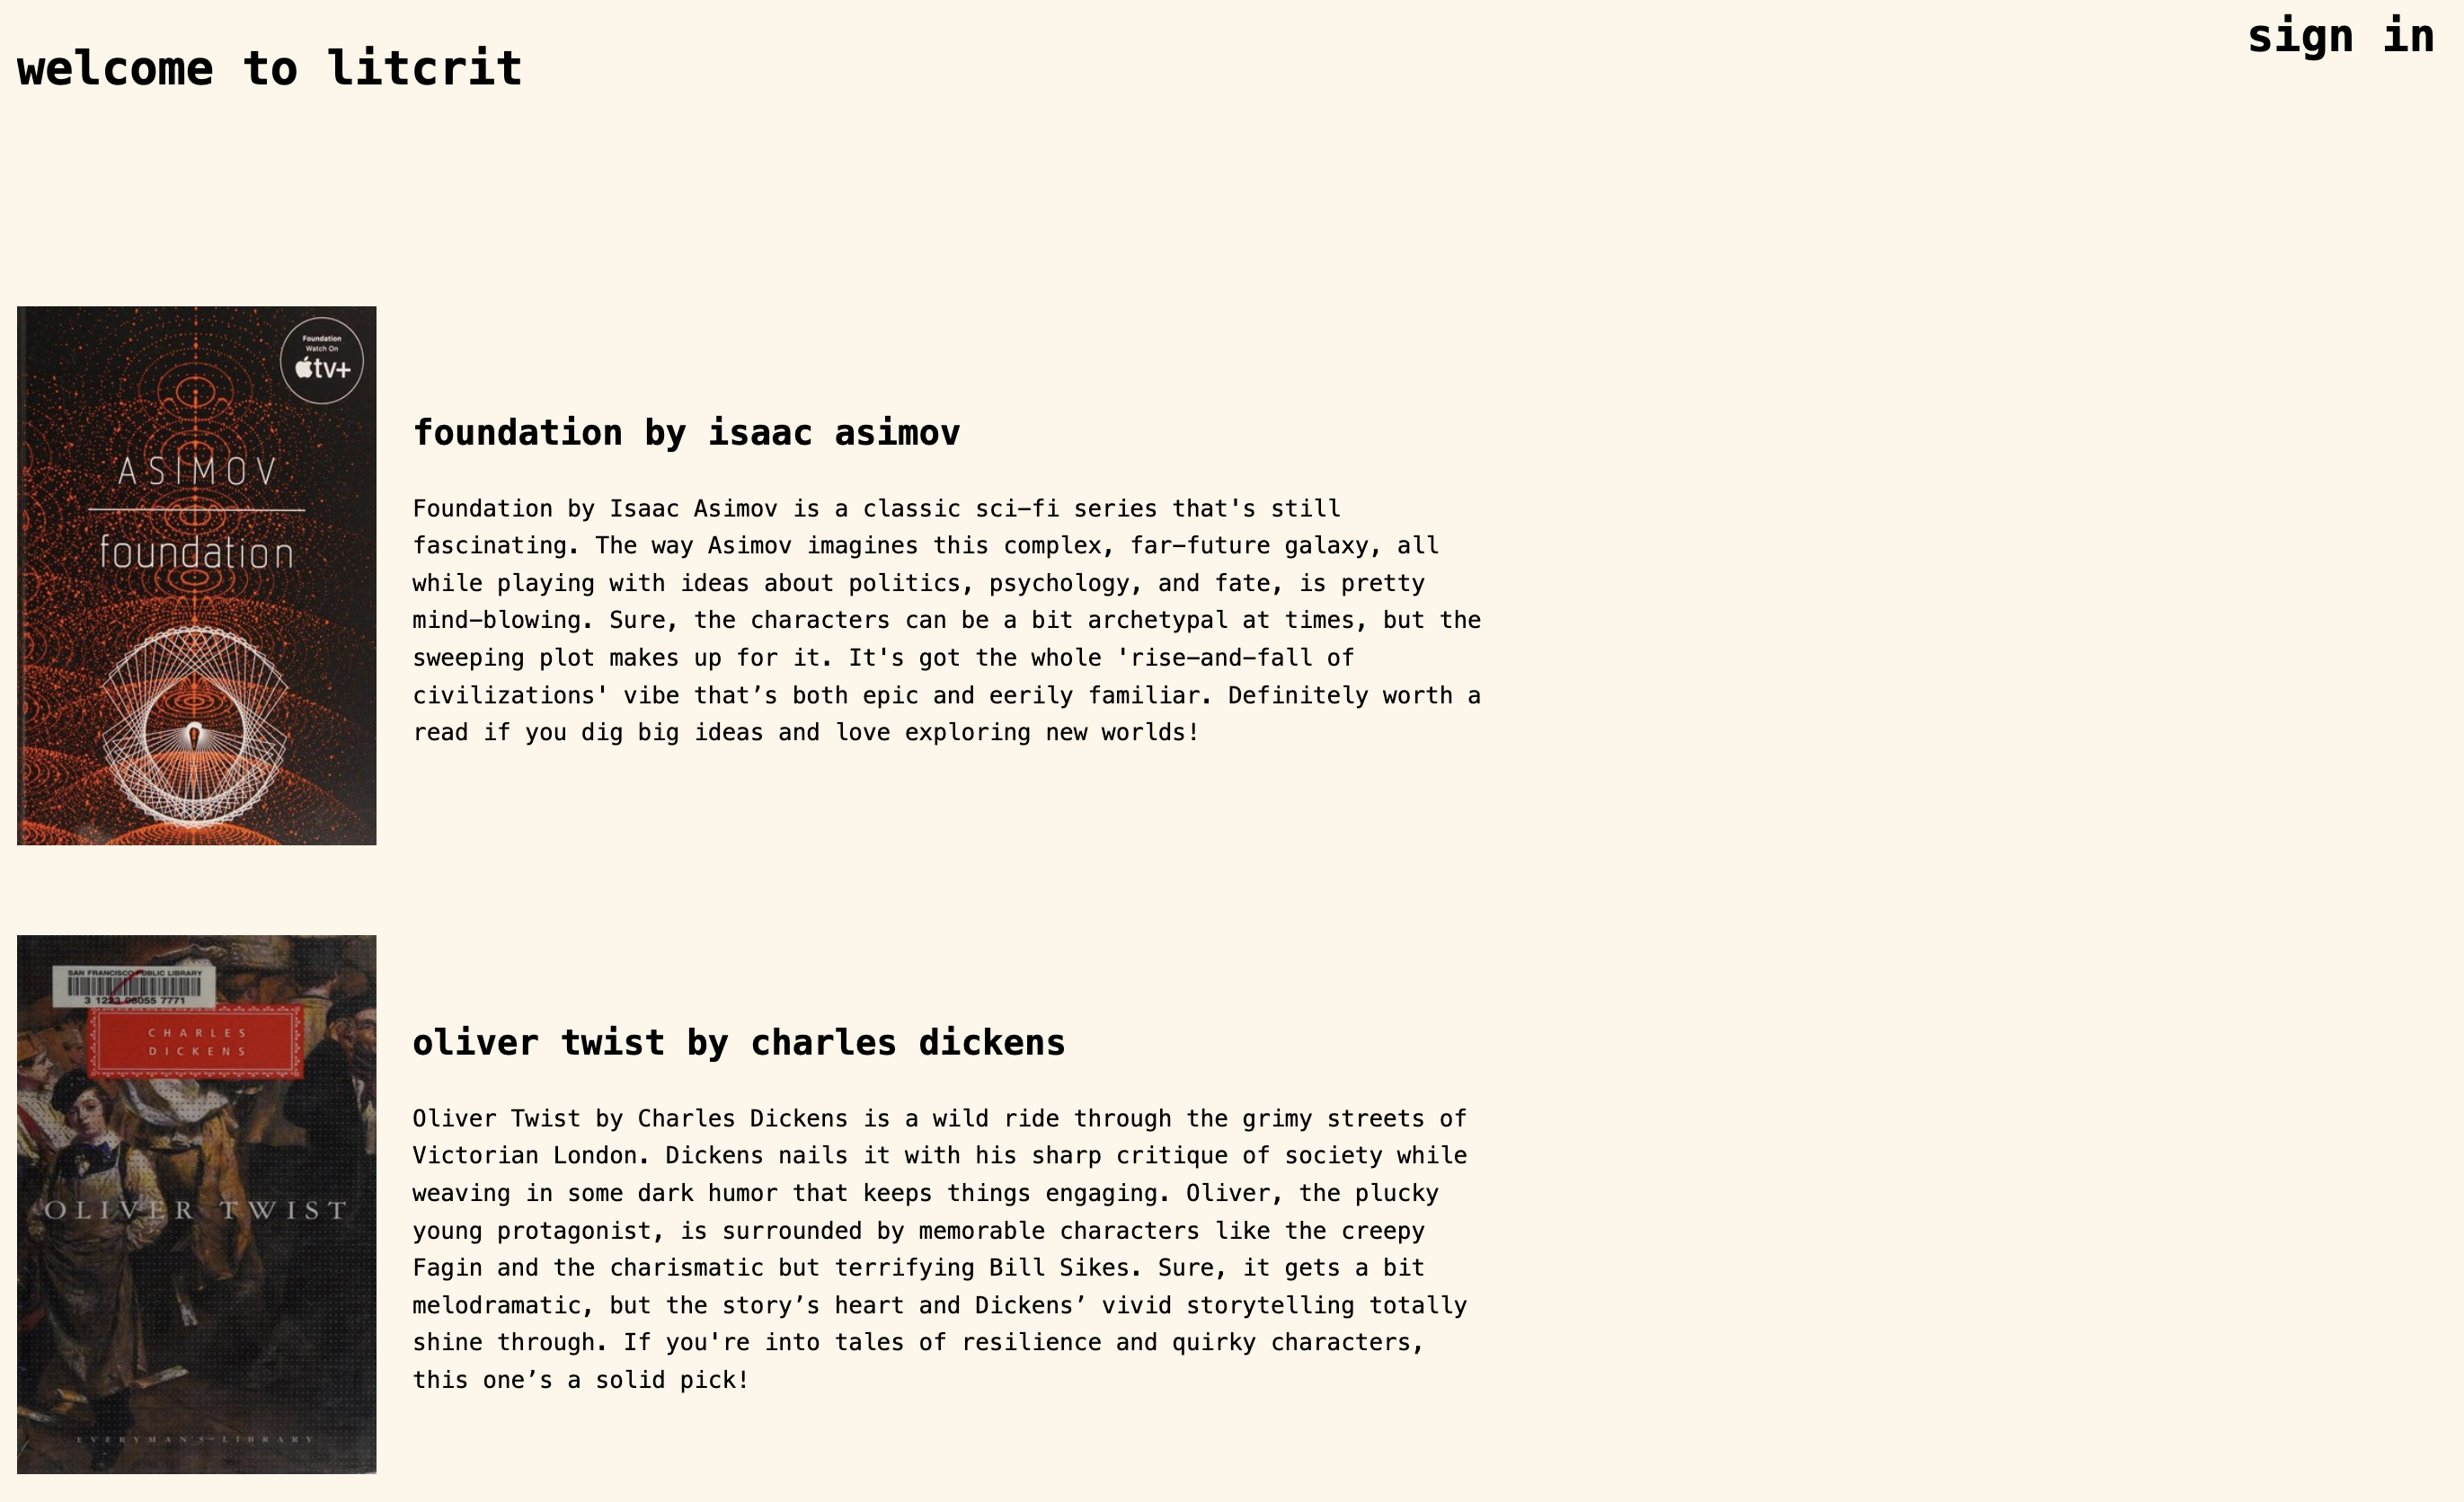 sign in
welcome to litcrit
Foundation
Watch On
tv+
ASIMOV
foundation
foundation by isaac asimov
Foundation by Isaac Asimov is a classic sci-fi series that's still
fascinating. The way Asimov imagines this complex, far-future galaxy, all
while playing with ideas about politics, psychology, and fate, is pretty
mind-blowing. Sure, the characters can be a bit archetypal at times, but the
sweeping plot makes up for it. It's got the whole 'rise-and-fall of
civilizations' vibe that’s both epic and eerily familiar. Definitely worth a
read if you dig big ideas and love exploring new worlds!
SAN FRANCISCO PUBLIC LIBRARY
3 1223 08055 7771
CHARLES
DICKENS
OLIVER TWIST
EVERYMAN'S LIBRARY
oliver twist by charles dickens
Oliver Twist by Charles Dickens is a wild ride through the grimy streets of
Victorian London. Dickens nails it with his sharp critique of society while
weaving in some dark humor that keeps things engaging. Oliver, the plucky
young protagonist, is surrounded by memorable characters like the creepy
Fagin and the charismatic but terrifying Bill Sikes. Sure, it gets a bit
melodramatic, but the story’s heart and Dickens’ vivid storytelling totally
shine through. If you're into tales of resilience and quirky characters,
this one’s a solid pick!